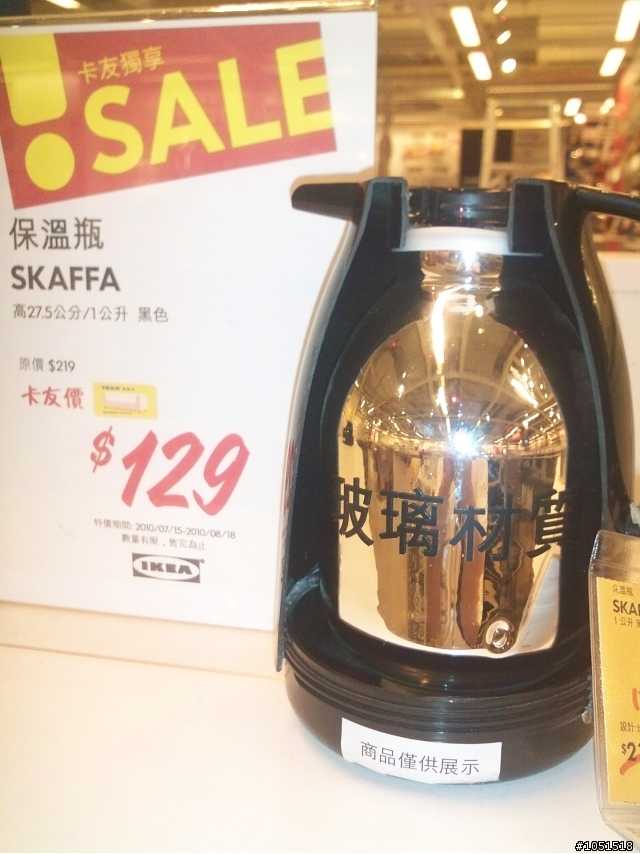 卡友獨享
!SALE
保溫瓶
SKAFFA
高27.5公分/1公升 黑色
原價 $219
卡友價
$129
特價期間: 2010/07/15-2010/08/18
數量有限，售完為止
IKEA
玻璃材質
商品僅供展示
保溫瓶
SKA
1公升
設計:
#1051518